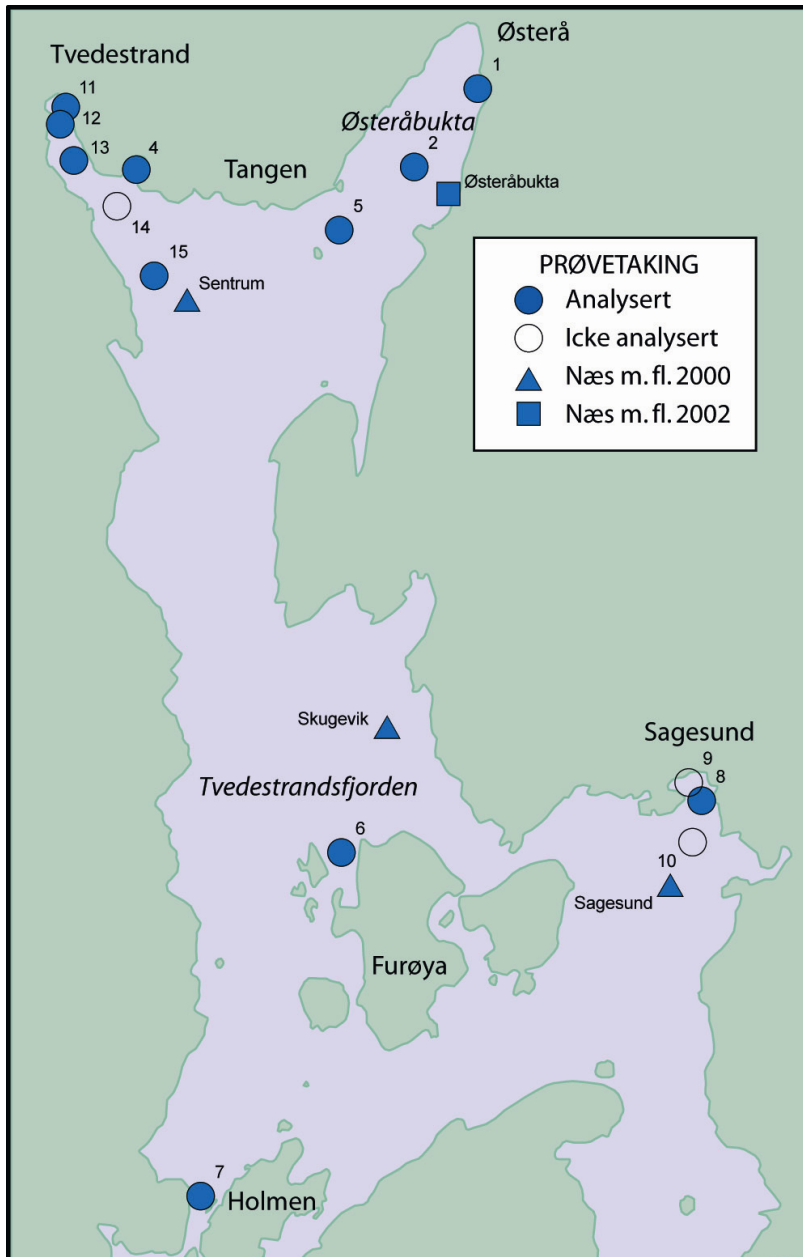 Østerå
Tvedestrand
1
11
12
Østeråbukta
13
4
2
Tangen
Østeråbukta
5
14
15
Sentrum
PRØVETAKING
Analysert
Icke analysert
Næs m. fl. 2000
Næs m. fl. 2002
Skugevik
Sagesund
9
8
Tvedestrandsfjorden
6
10
Sagesund
Furøya
7
Holmen